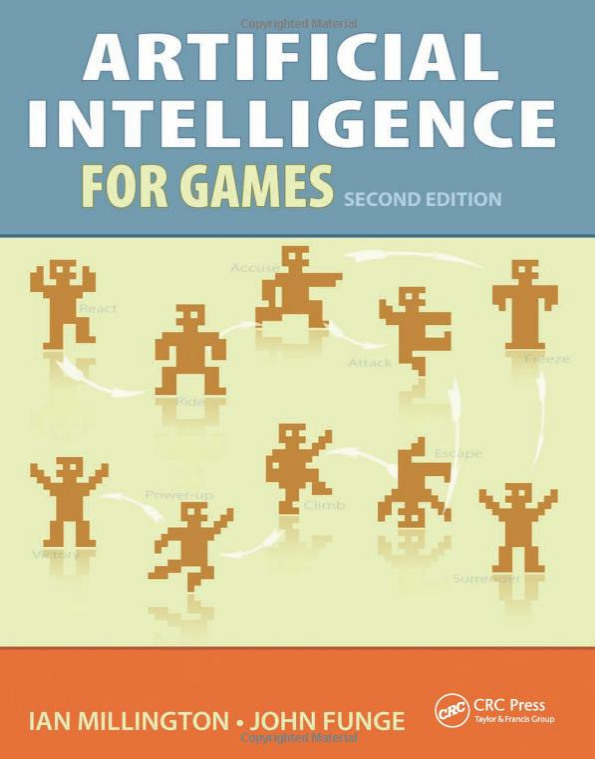 Copyrighted Material
ARTIFICIAL
INTELLIGENCE
FOR GAMES SECOND EDITION
Accuse
React
Attack
Freeze
Ride
Escape
Power-up
Climb
Victory
Surrender
IAN MILLINGTON • JOHN FUNGE
CRC CRC Press
Taylor & Francis Group
Copyrighted Material